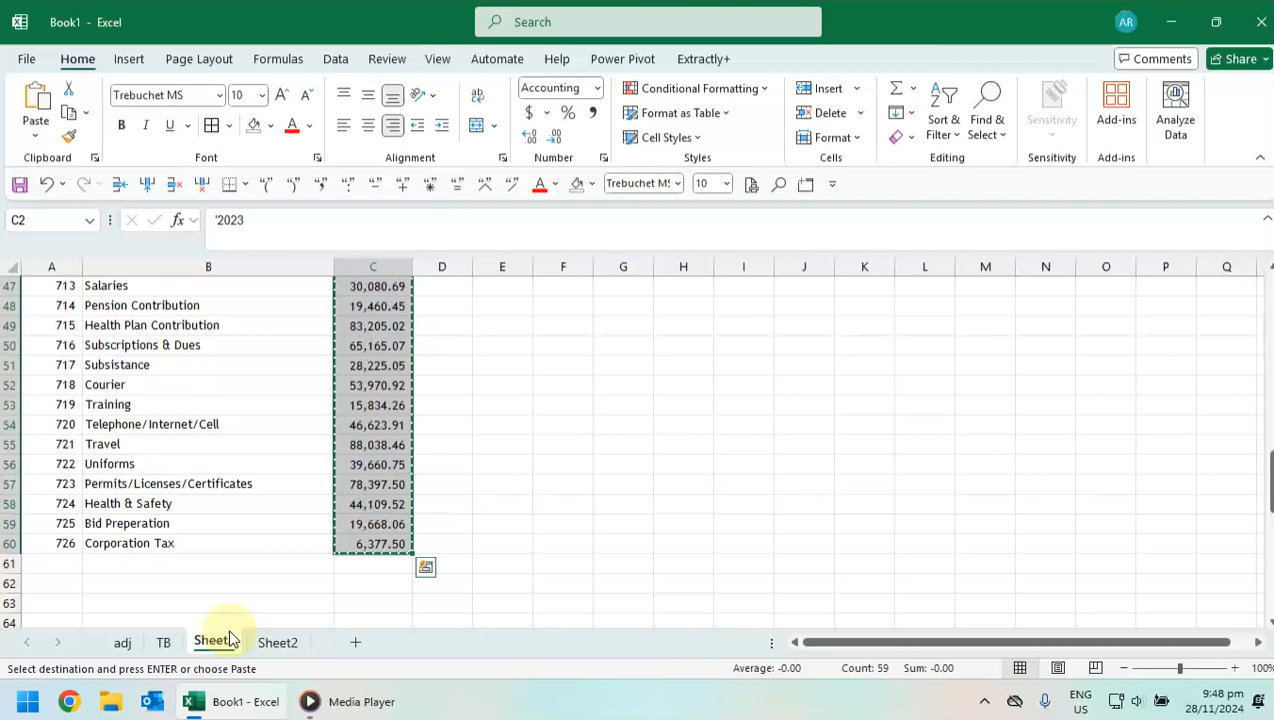 Book1 - Excel
Search
AR
File Home Insert Page Layout Formulas Data Review View Automate Help Power Pivot Extractly+
Comments
Share
Paste
Trebuchet MS
10
Accounting
Conditional Formatting
Format as Table
Cell Styles
Insert
Delete
Format
Sort &
Filter
Find &
Select
Sensitivity
Add-ins
Analyze
Data
Clipboard
Font
Alignment
Number
Styles
Cells
Editing
Sensitivity
Add-ins
Trebuchet MS
10
C2
fx
'2023
A B C D E F G H I J K L M N O P Q
47 713 Salaries 30,080.69
48 714 Pension Contribution 19,460.45
49 715 Health Plan Contribution 83,205.02
50 716 Subscriptions & Dues 65,165.07
51 717 Subsistance 28,225.05
52 718 Courier 53,970.92
53 719 Training 15,834.26
54 720 Telephone/Internet/Cell 46,623.91
55 721 Travel 88,038.46
56 722 Uniforms 39,660.75
57 723 Permits/Licenses/Certificates 78,397.50
58 724 Health & Safety 44,109.52
59 725 Bid Preperation 19,668.06
60 726 Corporation Tax 6,377.50
61
62
63
64
adj TB Sheet Sheet2
Select destination and press ENTER or choose Paste
Average: -0.00 Count: 59 Sum: -0.00
100%
Book1 - Excel
Media Player
ENG
US
9:48 pm
28/11/2024